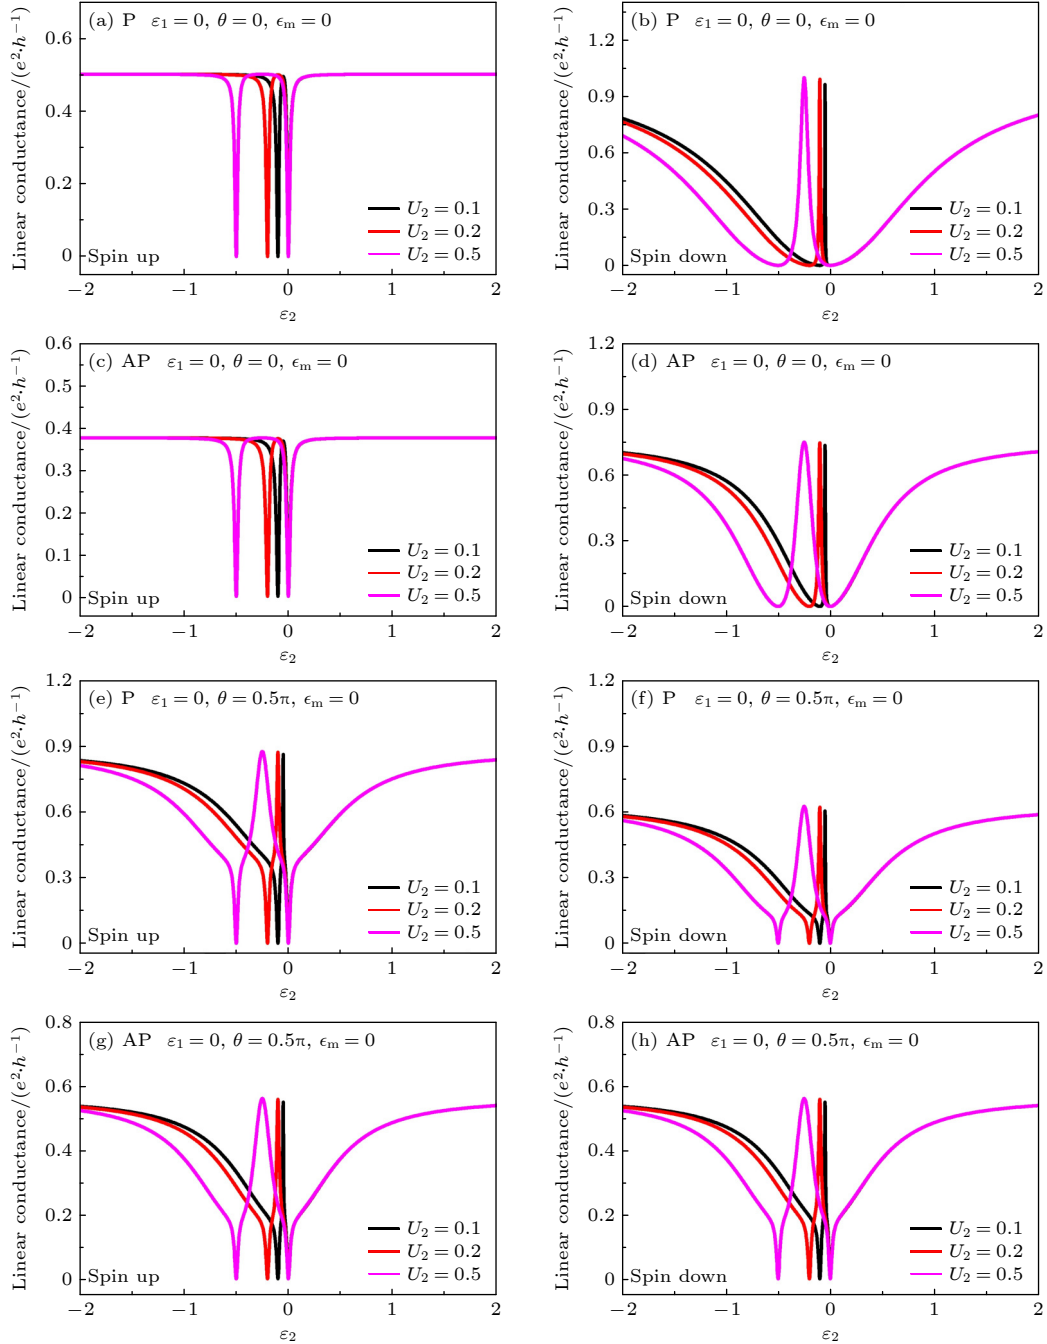 (a) P ε₁=0, θ=0, ϵₘ=0
Linear conductance/(e²·h⁻¹)
0.6
0.4
0.2
0
Spin up
U₂=0.1
U₂=0.2
U₂=0.5
−2
−1
0
1
2
ε₂
(b) P ε₁=0, θ=0, ϵₘ=0
Linear conductance/(e²·h⁻¹)
1.2
0.9
0.6
0.3
0
Spin down
U₂=0.1
U₂=0.2
U₂=0.5
−2
−1
0
1
2
ε₂
(c) AP ε₁=0, θ=0, ϵₘ=0
Linear conductance/(e²·h⁻¹)
0.6
0.5
0.4
0.3
0.2
0.1
0
Spin up
U₂=0.1
U₂=0.2
U₂=0.5
−2
−1
0
1
2
ε₂
(d) AP ε₁=0, θ=0, ϵₘ=0
Linear conductance/(e²·h⁻¹)
1.2
0.9
0.6
0.3
0
Spin down
U₂=0.1
U₂=0.2
U₂=0.5
−2
−1
0
1
2
ε₂
(e) P ε₁=0, θ=0.5π, ϵₘ=0
Linear conductance/(e²·h⁻¹)
1.2
0.9
0.6
0.3
0
Spin up
U₂=0.1
U₂=0.2
U₂=0.5
−2
−1
0
1
2
ε₂
(f) P ε₁=0, θ=0.5π, ϵₘ=0
Linear conductance/(e²·h⁻¹)
1.2
0.9
0.6
0.3
0
Spin down
U₂=0.1
U₂=0.2
U₂=0.5
−2
−1
0
1
2
ε₂
(g) AP ε₁=0, θ=0.5π, ϵₘ=0
Linear conductance/(e²·h⁻¹)
0.8
0.6
0.4
0.2
0
Spin up
U₂=0.1
U₂=0.2
U₂=0.5
−2
−1
0
1
2
ε₂
(h) AP ε₁=0, θ=0.5π, ϵₘ=0
Linear conductance/(e²·h⁻¹)
0.8
0.6
0.4
0.2
0
Spin down
U₂=0.1
U₂=0.2
U₂=0.5
−2
−1
0
1
2
ε₂